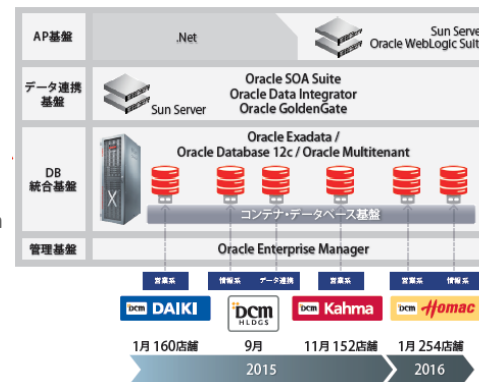 AP基盤
.Net
Sun Serve
Oracle WebLogic Suit
データ連携
基盤
Sun Server
Oracle SOA Suite
Oracle Data Integrator
Oracle GoldenGate
DB
統合基盤
Oracle Exadata /
Oracle Database 12c / Oracle Multitenant
コンテナ・データベース基盤
管理基盤
Oracle Enterprise Manager
営業系 情報系 データ連携 営業系 営業系 情報系
DCM DAIKI
DCM
HLDGS
DCM Kahma
DCM Homac
1月 160店舗 9月 11月 152店舗 1月 254店舗
2015 2016